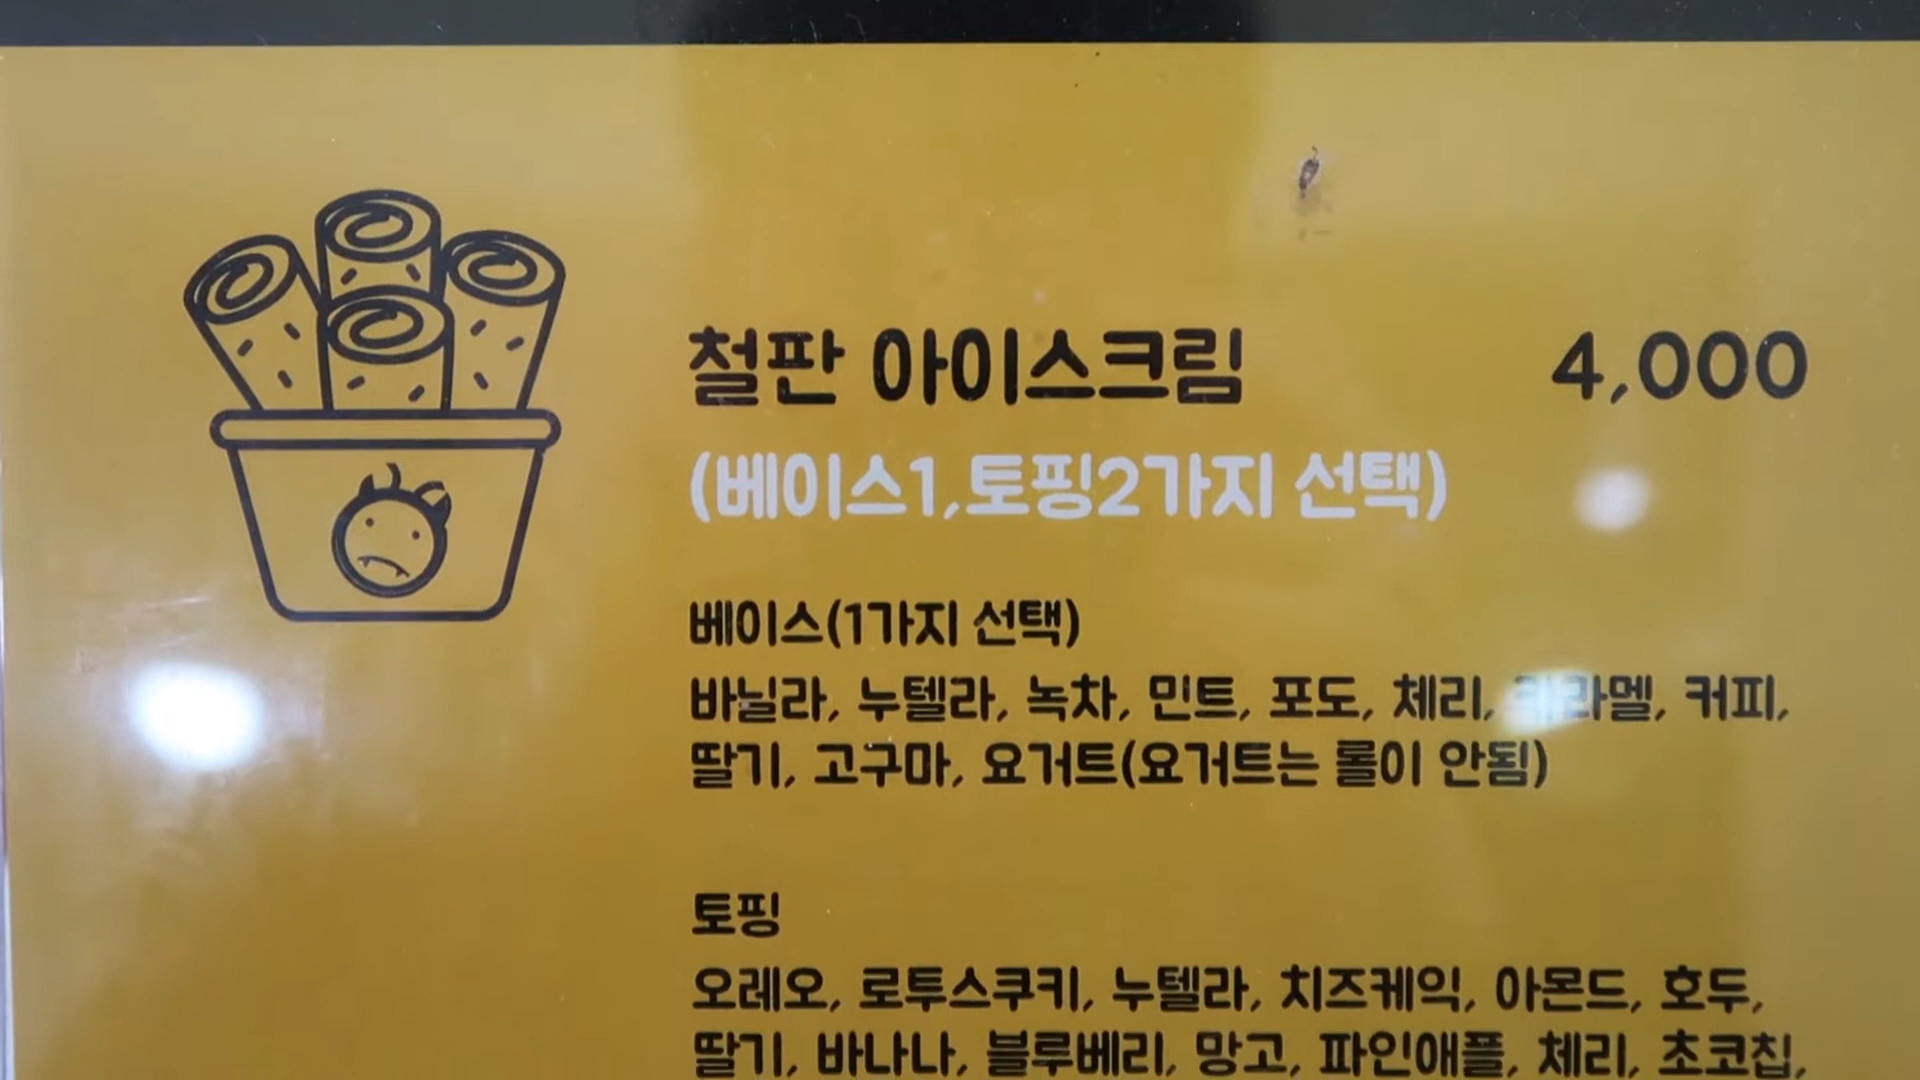 철판 아이스크림 4,000
(베이스1,토핑2가지 선택)
베이스(1가지 선택)
바닐라, 누텔라, 녹차, 민트, 포도, 체리, 카라멜, 커피,
딸기, 고구마, 요거트(요거트는 롤이 안됨)
토핑
오레오, 로투스쿠키, 누텔라, 치즈케익, 아몬드, 호두,
딸기, 바나나, 블루베리, 망고, 파인애플, 체리, 초코칩,